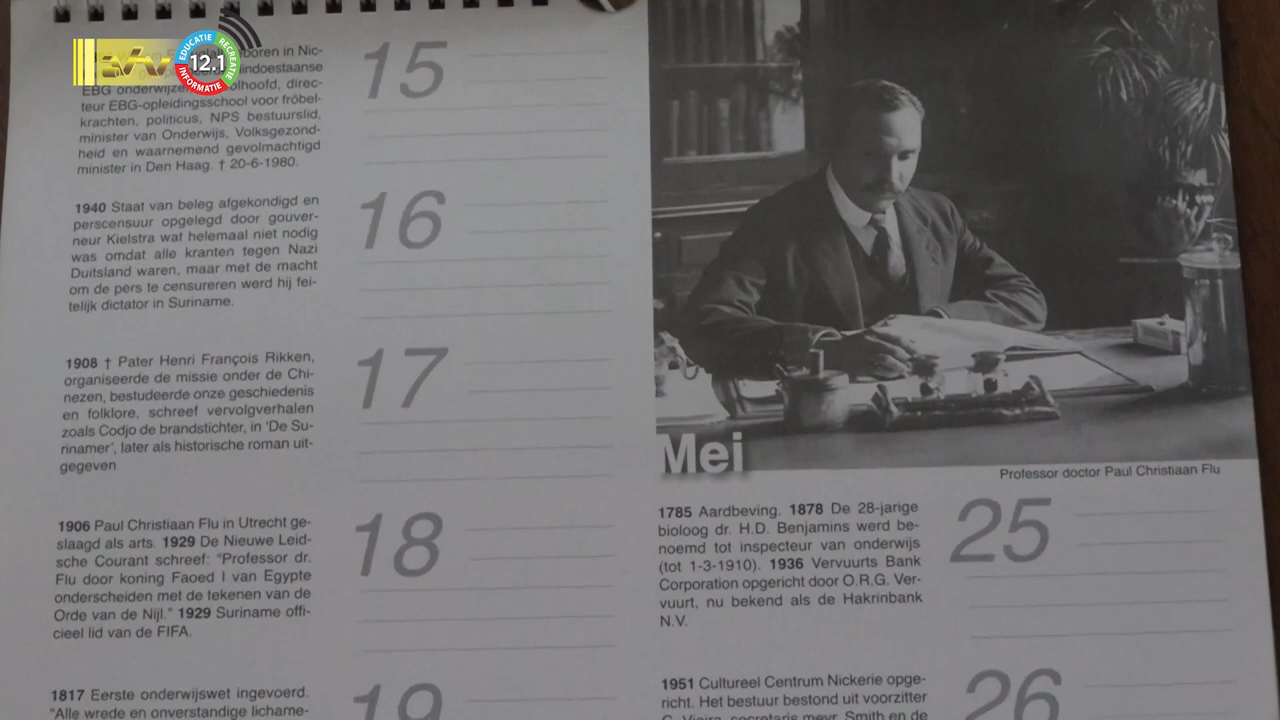 EDUCATIE
RECREATIE
INFORMATIE
12.1
boren in Nic-
indoestaanse
EBG
teur EBG-opleidingsschool voor fröbel-
krachten, politicus, NPS bestuurslid,
minister van Onderwijs, Volksgezond-
heid en waarnemend gevolmachtigd
minister in Den Haag. † 20-6-1980.
15
1940 Staat van beleg afgekondigd en
perscensuur opgelegd door gouver-
neur Kielstra wat helemaal niet nodig
was omdat alle kranten tegen Nazi
Duitsland waren, maar met de macht
om de pers te censureren werd hij fei-
telijk dictator in Suriname.
16
1908 † Pater Henri François Rikken,
organiseerde de missie onder de Chi-
nezen, bestudeerde onze geschiedenis
en folklore, schreef vervolgverhalen
zoals Codjo de brandstichter, in 'De Su-
rinamer', later als historische roman uit-
gegeven
17
1906 Paul Christiaan Flu in Utrecht ge-
slaagd als arts. 1929 De Nieuwe Leid-
sche Courant schreef: "Professor dr.
Flu door koning Faoed I van Egypte
onderscheiden met de tekenen van de
Orde van de Nijl." 1929 Suriname offi-
cieel lid van de FIFA.
18
1817 Eerste onderwijswet ingevoerd.
"Alle wrede en onverstandige lichame-
19
Mei
Professor doctor Paul Christiaan Flu
1785 Aardbeving. 1878 De 28-jarige
bioloog dr. H.D. Benjamins werd be-
noemd tot inspecteur van onderwijs
(tot 1-3-1910). 1936 Vervuurts Bank
Corporation opgericht door O.R.G. Ver-
vuurt, nu bekend als de Hakrinbank
N.V.
25
1951 Cultureel Centrum Nickerie opge-
richt. Het bestuur bestond uit voorzitter
G. Vieira, secretaris mevr. Smith en de
26